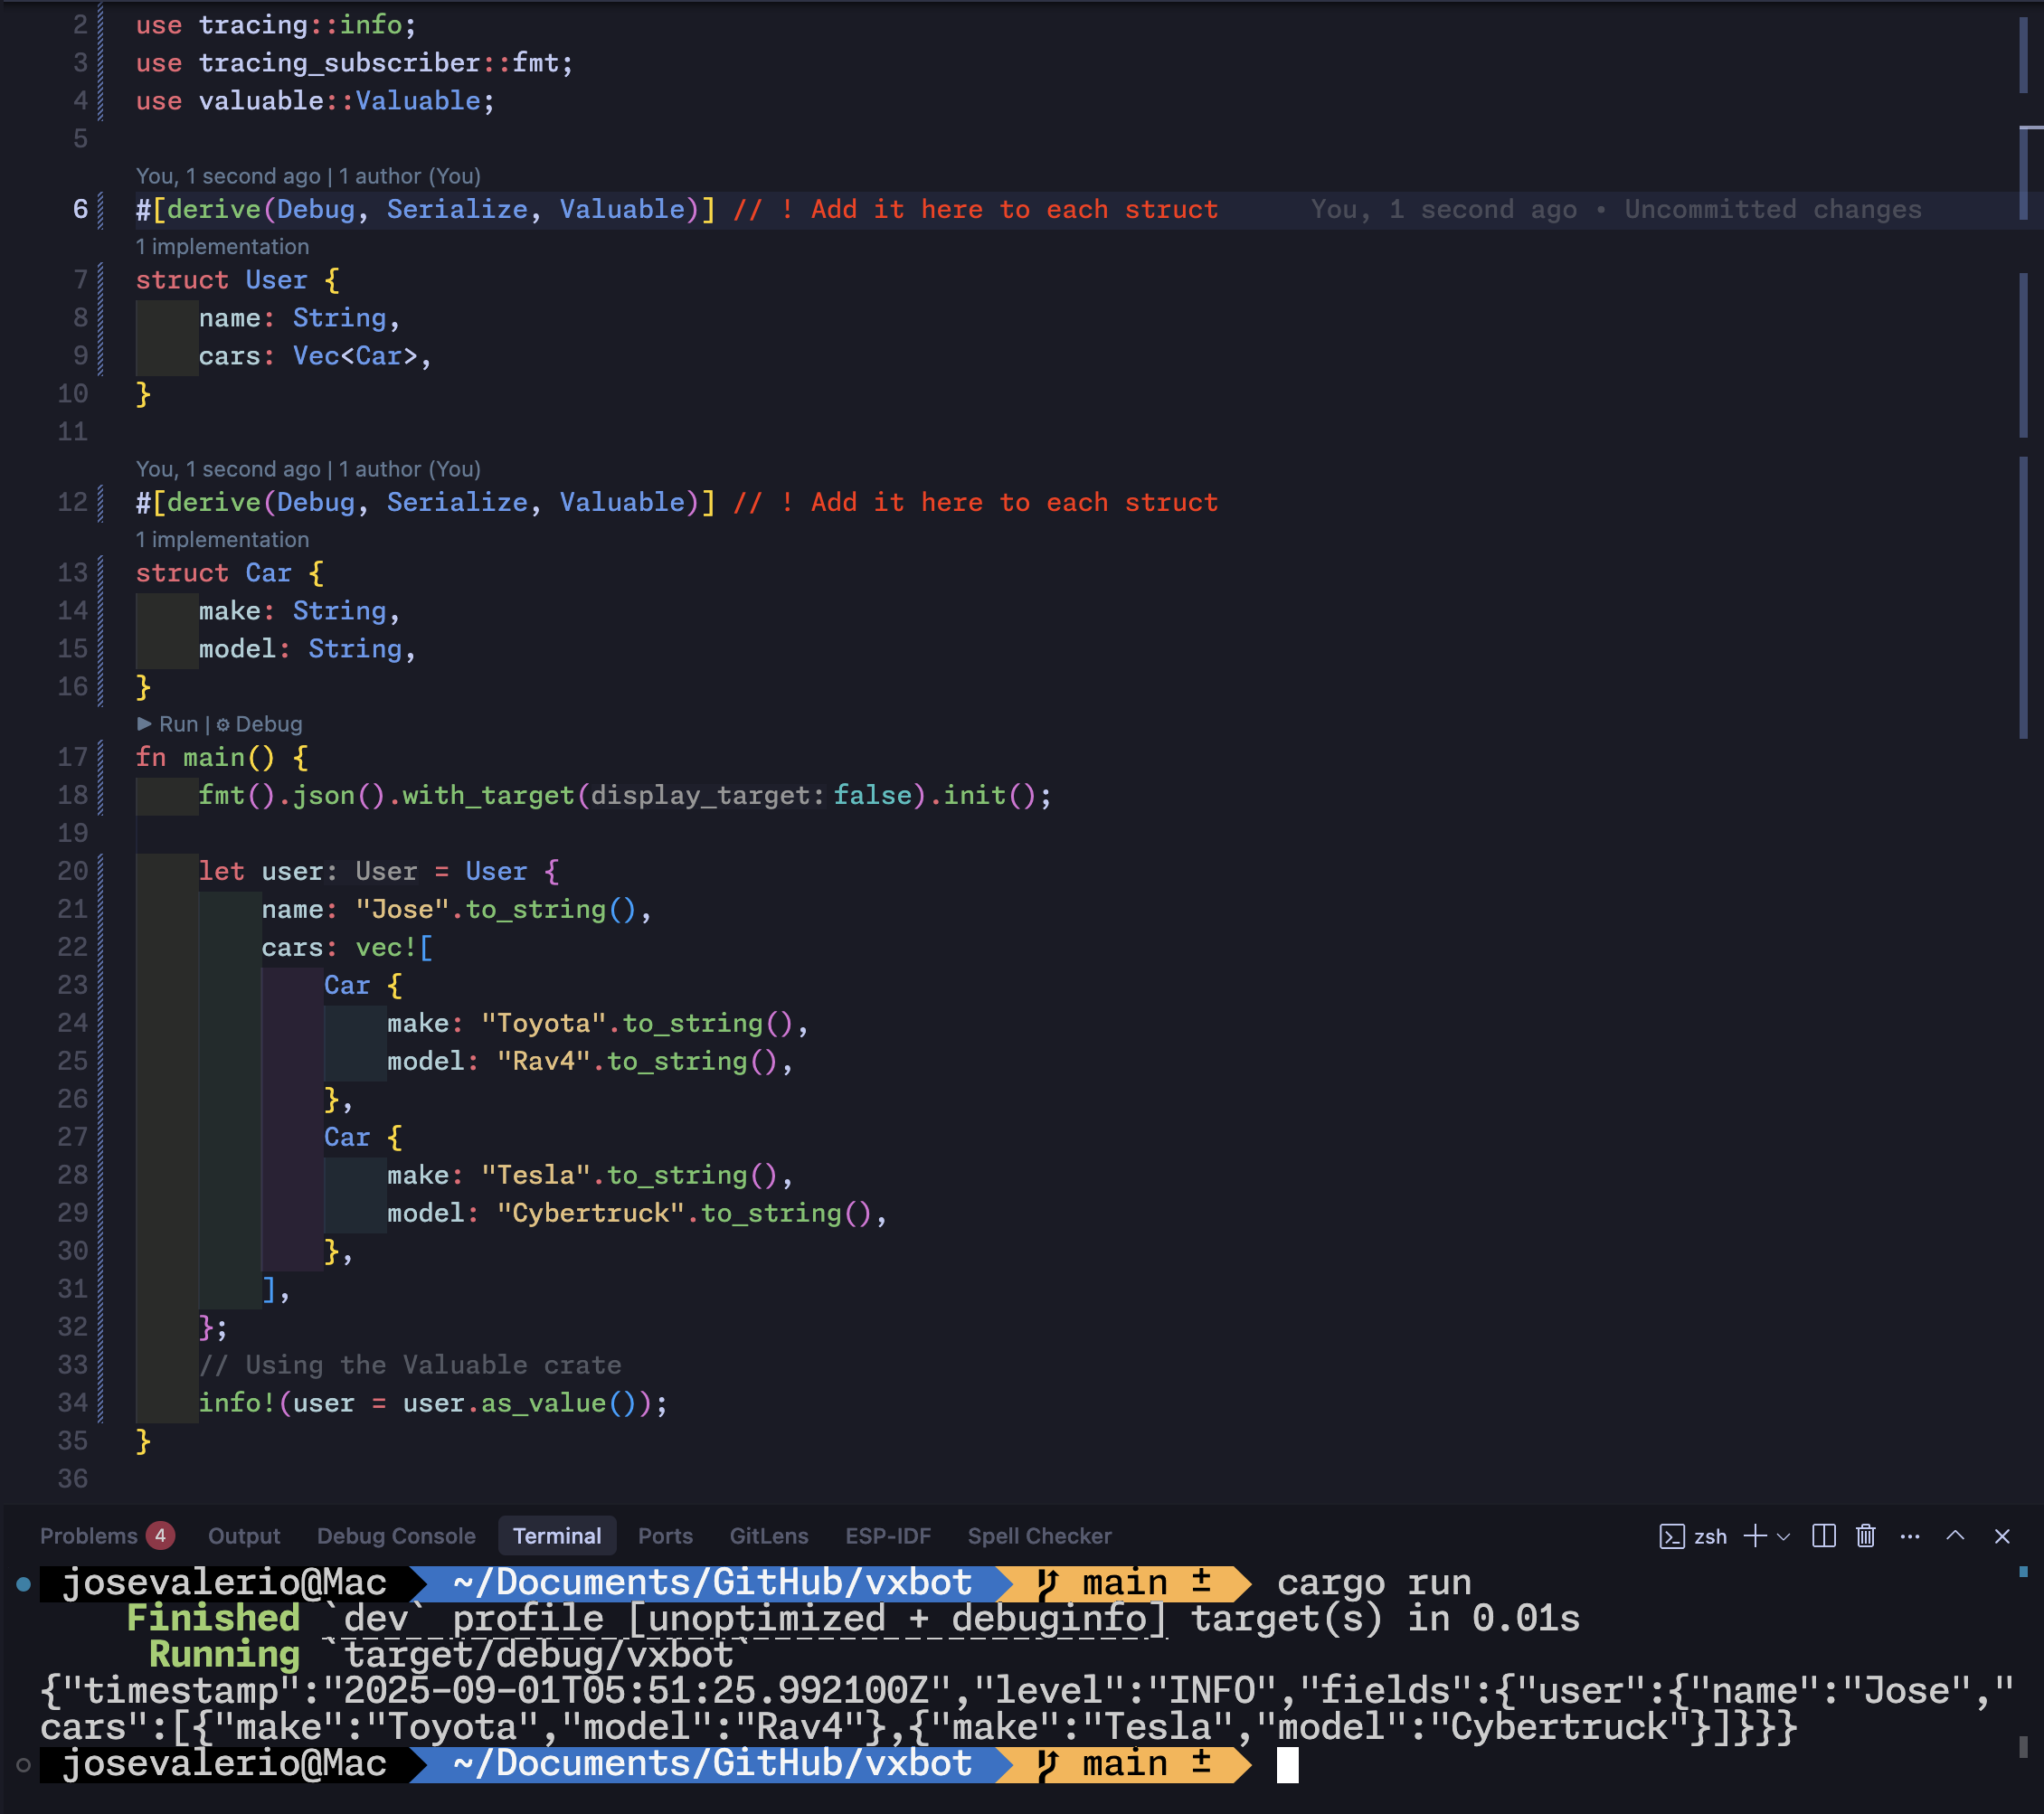 2 use tracing::info;
3 use tracing_subscriber::fmt;
4 use valuable::Valuable;
5
You, 1 second ago | 1 author (You)
6 #[derive(Debug, Serialize, Valuable)] // ! Add it here to each struct You, 1 second ago • Uncommitted changes
1 implementation
7 struct User {
8 name: String,
9 cars: Vec<Car>,
10 }
11
You, 1 second ago | 1 author (You)
12 #[derive(Debug, Serialize, Valuable)] // ! Add it here to each struct
1 implementation
13 struct Car {
14 make: String,
15 model: String,
16 }
▶ Run | ⚙ Debug
17 fn main() {
18 fmt().json().with_target(display_target: false).init();
19
20 let user: User = User {
21 name: "Jose".to_string(),
22 cars: vec![
23 Car {
24 make: "Toyota".to_string(),
25 model: "Rav4".to_string(),
26 },
27 Car {
28 make: "Tesla".to_string(),
29 model: "Cybertruck".to_string(),
30 },
31 ],
32 };
33 // Using the Valuable crate
34 info!(user = user.as_value());
35 }
36
Problems 4 Output Debug Console Terminal Ports GitLens ESP-IDF Spell Checker zsh
josevalerio@Mac ~/Documents/GitHub/vxbot main ± cargo run
Finished `dev` profile [unoptimized + debuginfo] target(s) in 0.01s
Running `target/debug/vxbot`
{"timestamp":"2025-09-01T05:51:25.992100Z","level":"INFO","fields":{"user":{"name":"Jose","
cars":[{"make":"Toyota","model":"Rav4"},{"make":"Tesla","model":"Cybertruck"}]}}}
josevalerio@Mac ~/Documents/GitHub/vxbot main ±